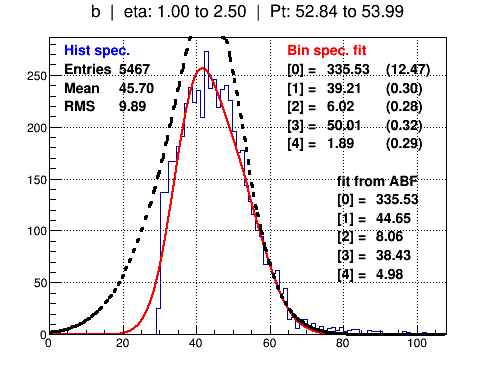 b | eta: 1.00 to 2.50 | Pt: 52.84 to 53.99
Hist spec.
Entries 5467
Mean 45.70
RMS 9.89
Bin spec. fit
[0] = 335.53 (12.47)
[1] = 39.21 (0.30)
[2] = 6.02 (0.28)
[3] = 50.01 (0.32)
[4] = 1.89 (0.29)
fit from ABF
[0] = 335.53
[1] = 44.65
[2] = 8.06
[3] = 38.43
[4] = 4.98
250
200
150
100
50
0
0 20 40 60 80 100